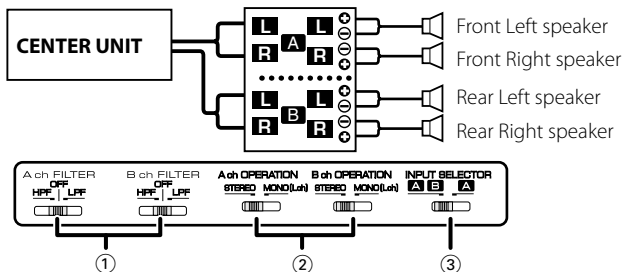 CENTER UNIT
L L ⊕ Front Left speaker
A ⊖
R R ⊖ Front Right speaker
⊕
L L ⊕ Rear Left speaker
B ⊖
R R ⊖ Rear Right speaker
⊕
A ch FILTER B ch FILTER A ch OPERATION B ch OPERATION INPUT SELECTOR
OFF OFF STEREO MONO(Lch) STEREO MONO(Lch) A B A
HPF LPF HPF LPF
① ② ③